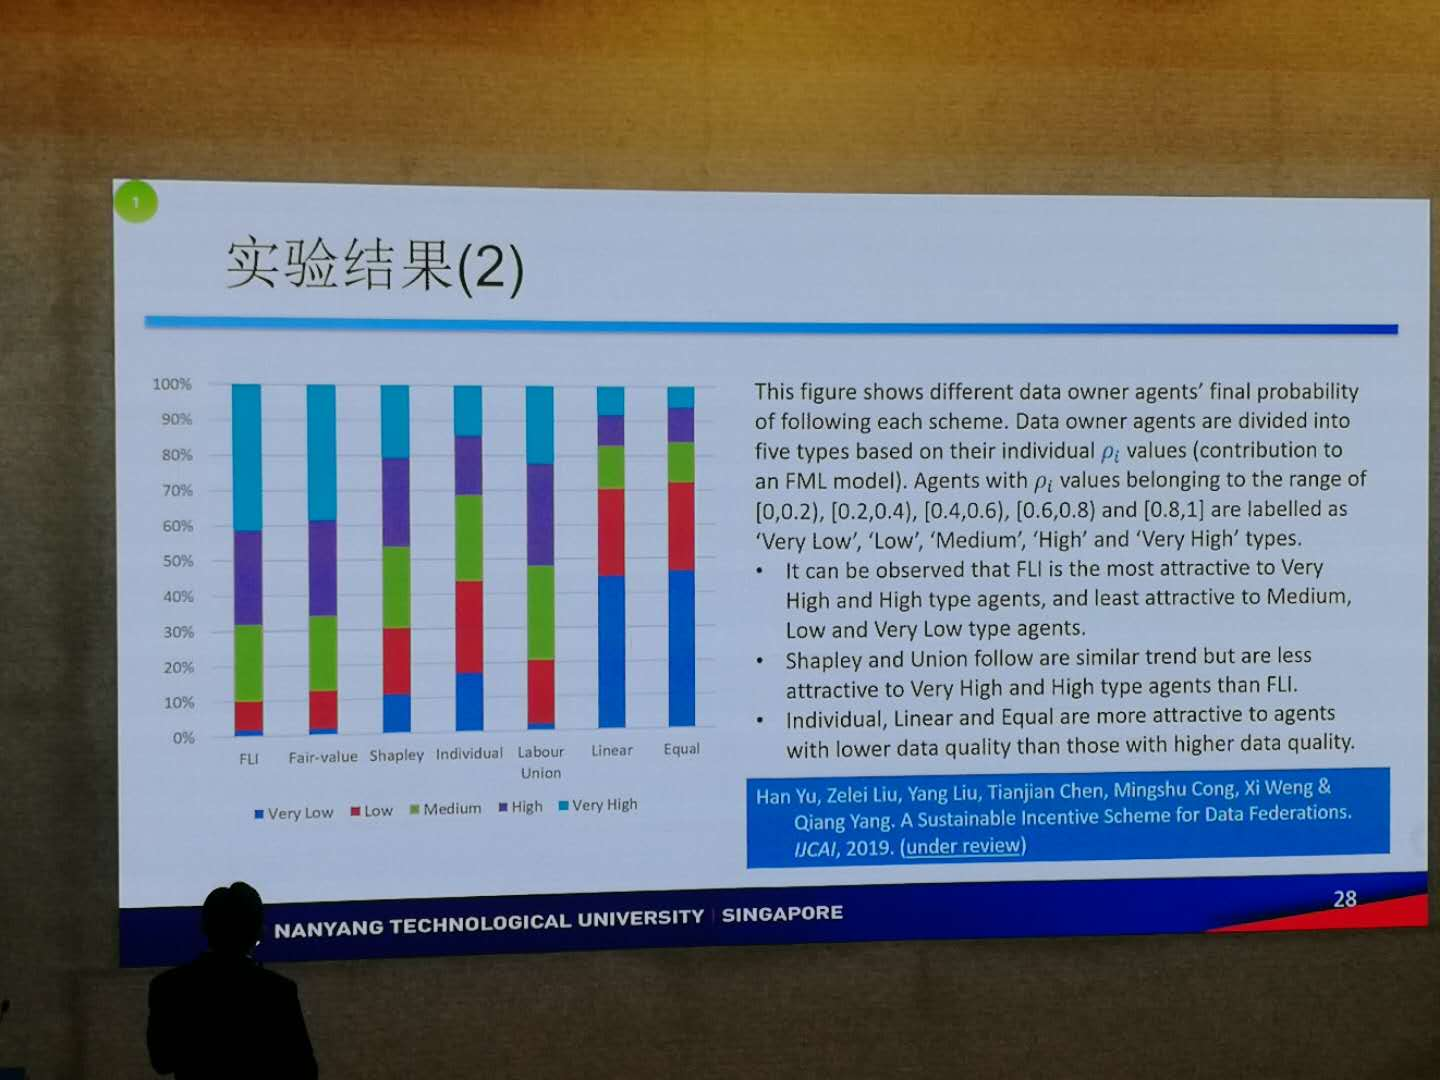 1
实验结果(2)
100%
90%
80%
70%
60%
50%
40%
30%
20%
10%
0%
FLI Fair-value Shapley Individual Labour Union Linear Equal
Very Low Low Medium High Very High
This figure shows different data owner agents’ final probability
of following each scheme. Data owner agents are divided into
five types based on their individual ρᵢ values (contribution to
an FML model). Agents with ρᵢ values belonging to the range of
[0,0.2), [0.2,0.4), [0.4,0.6), [0.6,0.8) and [0.8,1] are labelled as
‘Very Low’, ‘Low’, ‘Medium’, ‘High’ and ‘Very High’ types.
• It can be observed that FLI is the most attractive to Very
High and High type agents, and least attractive to Medium,
Low and Very Low type agents.
• Shapley and Union follow are similar trend but are less
attractive to Very High and High type agents than FLI.
• Individual, Linear and Equal are more attractive to agents
with lower data quality than those with higher data quality.
Han Yu, Zelei Liu, Yang Liu, Tianjian Chen, Mingshu Cong, Xi Weng &
Qiang Yang. A Sustainable Incentive Scheme for Data Federations.
IJCAI, 2019. (under review)
NANYANG TECHNOLOGICAL UNIVERSITY | SINGAPORE
28